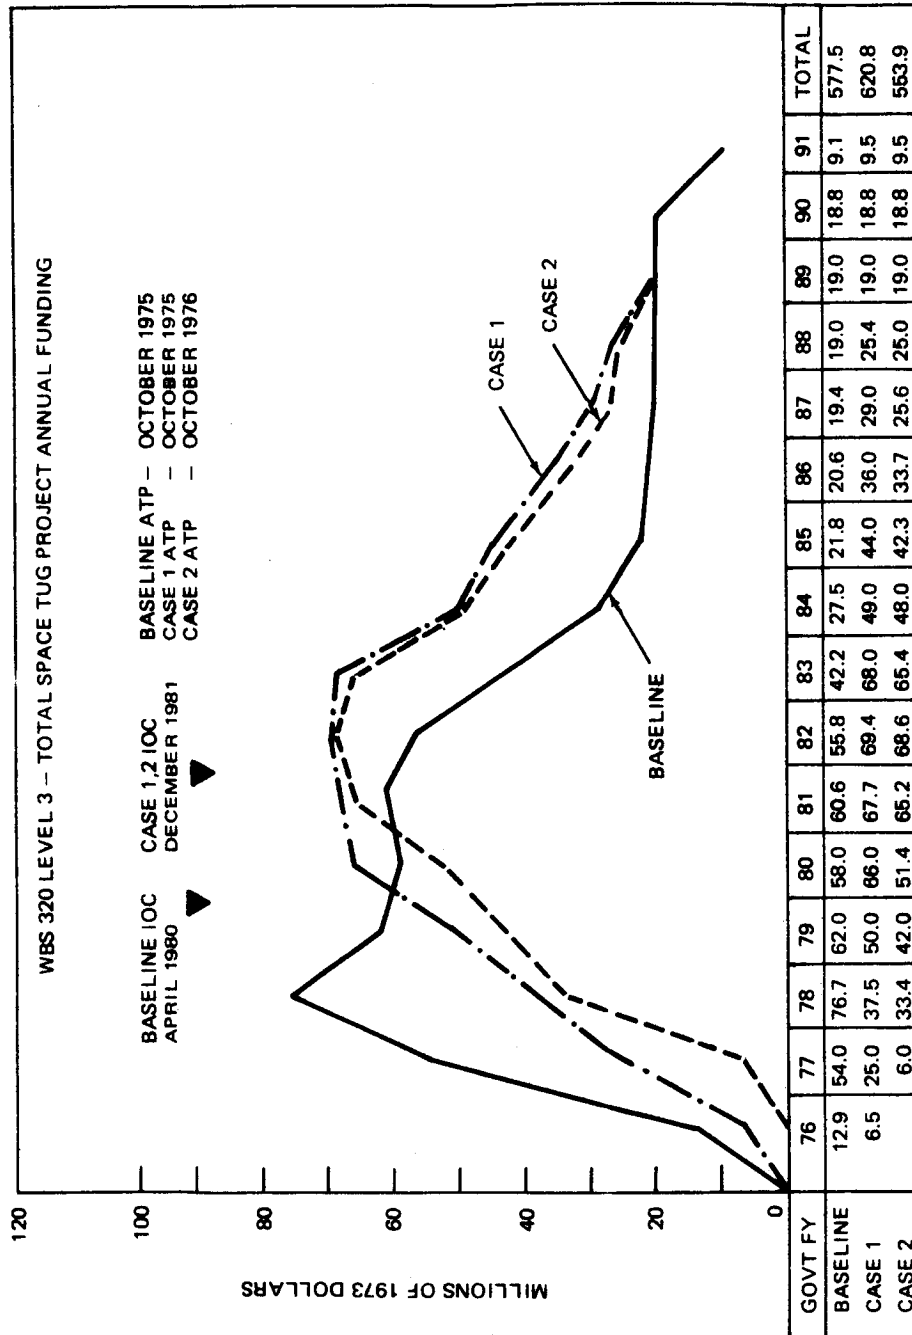 WBS 320 LEVEL 3 – TOTAL SPACE TUG PROJECT ANNUAL FUNDING
BASELINE IOC
APRIL 1980
CASE 1,2 IOC
DECEMBER 1981
BASELINE ATP – OCTOBER 1975
CASE 1 ATP – OCTOBER 1975
CASE 2 ATP – OCTOBER 1976
MILLIONS OF 1973 DOLLARS
120
100
80
60
40
20
0
CASE 1
CASE 2
BASELINE
GOVT FY 76 77 78 79 80 81 82 83 84 85 86 87 88 89 90 91 TOTAL
BASELINE 12.9 54.0 76.7 62.0 58.0 60.6 55.8 42.2 27.5 21.8 20.6 19.4 19.0 19.0 18.8 9.1 577.5
CASE 1 6.5 25.0 37.5 50.0 66.0 67.7 69.4 68.0 49.0 44.0 36.0 29.0 25.4 19.0 18.8 9.5 620.8
CASE 2 6.0 33.4 42.0 51.4 65.2 68.6 65.4 48.0 42.3 33.7 25.6 25.0 19.0 18.8 9.5 553.9